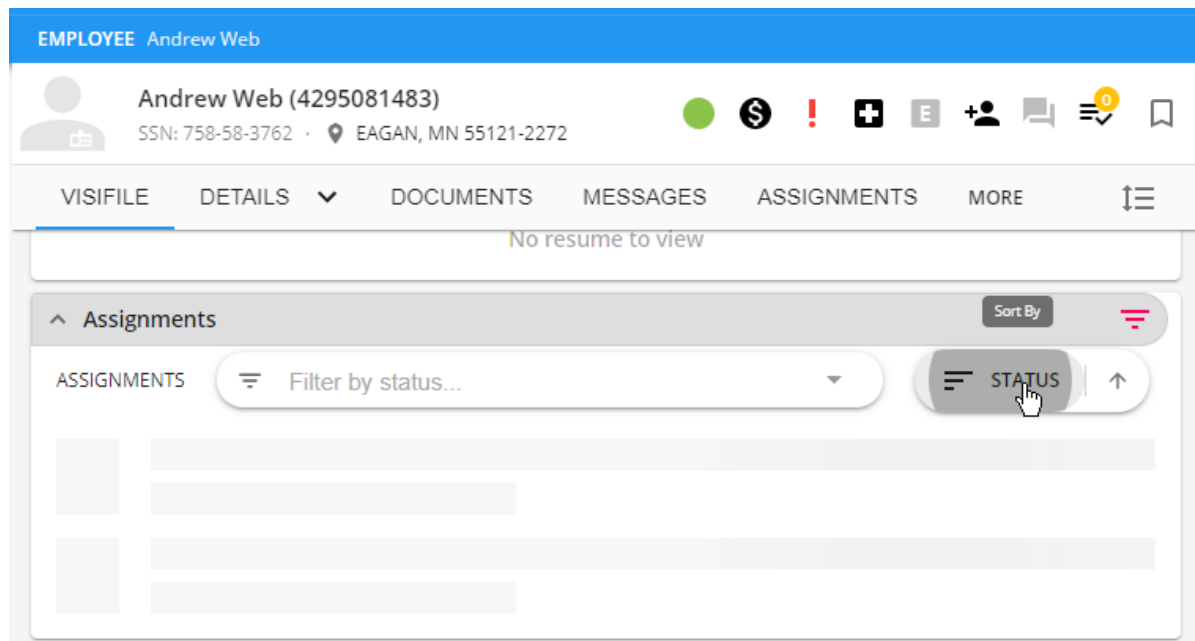 EMPLOYEE Andrew Web
Andrew Web (4295081483)
SSN: 758-58-3762 · EAGAN, MN 55121-2272
0
E
VISIFILE DETAILS DOCUMENTS MESSAGES ASSIGNMENTS MORE
No resume to view
Assignments
Sort By
ASSIGNMENTS Filter by status... STATUS